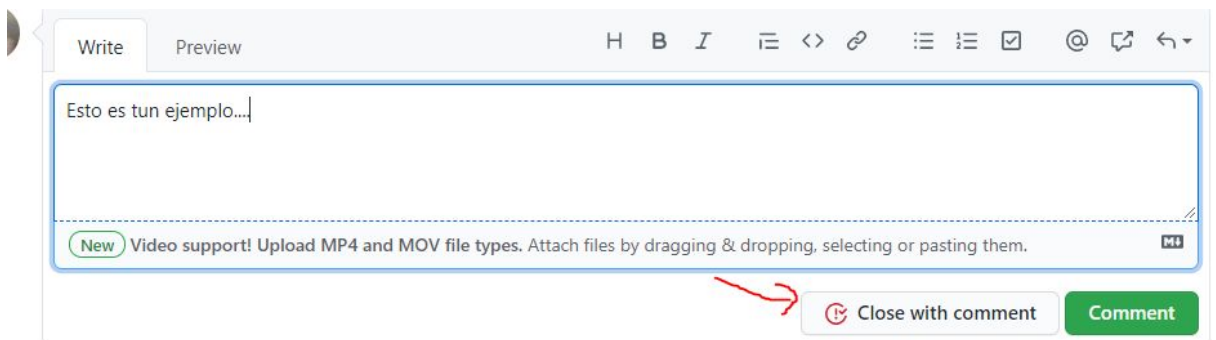 Write Preview H B I @
Esto es tun ejemplo....
New Video support! Upload MP4 and MOV file types. Attach files by dragging & dropping, selecting or pasting them. M↓
Close with comment Comment